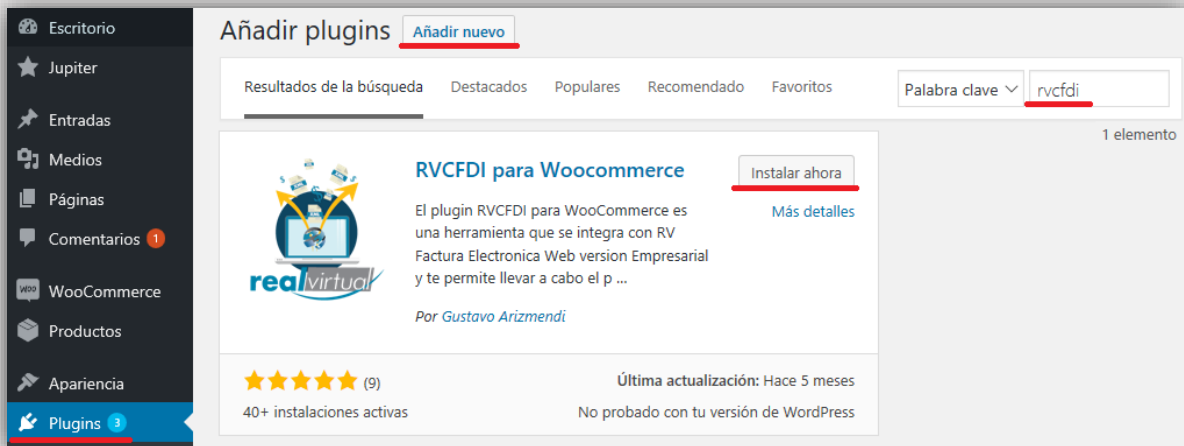 Escritorio
Jupiter
Entradas
Medios
Páginas
Comentarios 1
WooCommerce
Productos
Apariencia
Plugins 3
Añadir plugins Añadir nuevo
Resultados de la búsqueda Destacados Populares Recomendado Favoritos Palabra clave rvcfdi
1 elemento
realvirtual
RVCFDI para Woocommerce Instalar ahora
Más detalles
El plugin RVCFDI para WooCommerce es
una herramienta que se integra con RV
Factura Electronica Web version Empresarial
y te permite llevar a cabo el p ...
Por Gustavo Arizmendi
(9) Última actualización: Hace 5 meses
40+ instalaciones activas No probado con tu versión de WordPress